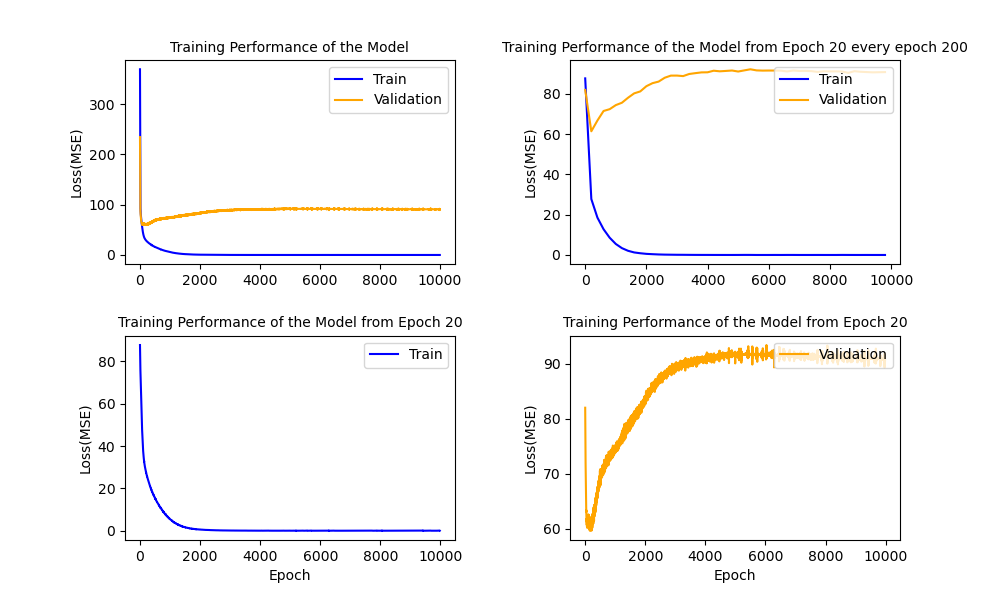 Training Performance of the Model
Loss(MSE)
300
200
100
0
0 2000 4000 6000 8000 10000
Train
Validation
Training Performance of the Model from Epoch 20 every epoch 200
Loss(MSE)
80
60
40
20
0
0 2000 4000 6000 8000 10000
Train
Validation
Training Performance of the Model from Epoch 20
Loss(MSE)
80
60
40
20
0
0 2000 4000 6000 8000 10000
Epoch
Train
Training Performance of the Model from Epoch 20
Loss(MSE)
90
80
70
60
0 2000 4000 6000 8000 10000
Epoch
Validation